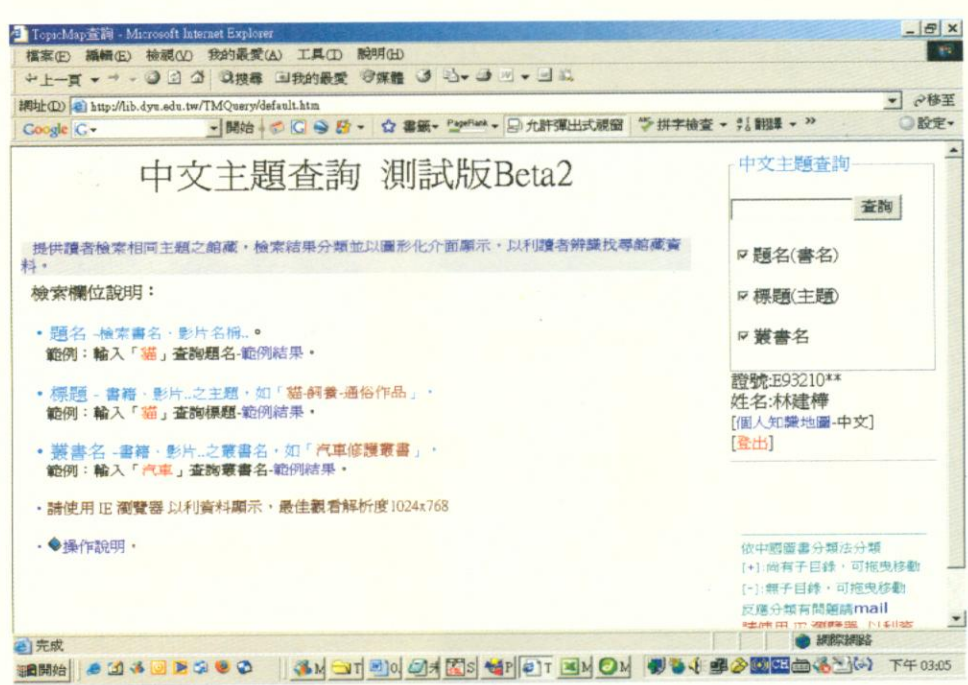 TopicMap查詢 - Microsoft Internet Explorer
檔案(F) 編輯(E) 檢視(V) 我的最愛(A) 工具(T) 說明(H)
上一頁 搜尋 我的最愛 媒體
網址(D) http://lib.dyu.edu.tw/TMQuery/default.htm 移至
Google 開始 書籤 PageRank 允許彈出式視窗 拼字檢查 翻譯 設定
中文主題查詢 測試版Beta2
提供讀者檢索相同主題之館藏，檢索結果分類並以圖形化介面顯示，以利讀者辨識找尋館藏資
料。
檢索欄位說明：
• 題名 -檢索書名、影片名稱..。
範例：輸入「貓」查詢題名-範例結果。
• 標題 - 書籍、影片..之主題，如「貓-飼養-通俗作品」，
範例：輸入「貓」查詢標題-範例結果。
• 叢書名 -書籍、影片..之叢書名，如「汽車修護叢書」，
範例：輸入「汽車」查詢叢書名-範例結果。
• 請使用 IE 瀏覽器 以利資料顯示，最佳觀看解析度1024x768
• 操作說明。
中文主題查詢
查詢
題名(書名)
標題(主題)
叢書名
證號:E93210**
姓名:林建樺
[個人知識地圖-中文]
[登出]
依中國圖書分類法分類
[+]:尚有子目錄，可拖曳移動
[-]:無子目錄，可拖曳移動
反應分類有問題請mail
請使用 IE 瀏覽器 以利資
完成 網際網路
開始 M T S P T M M CH 下午 03:05